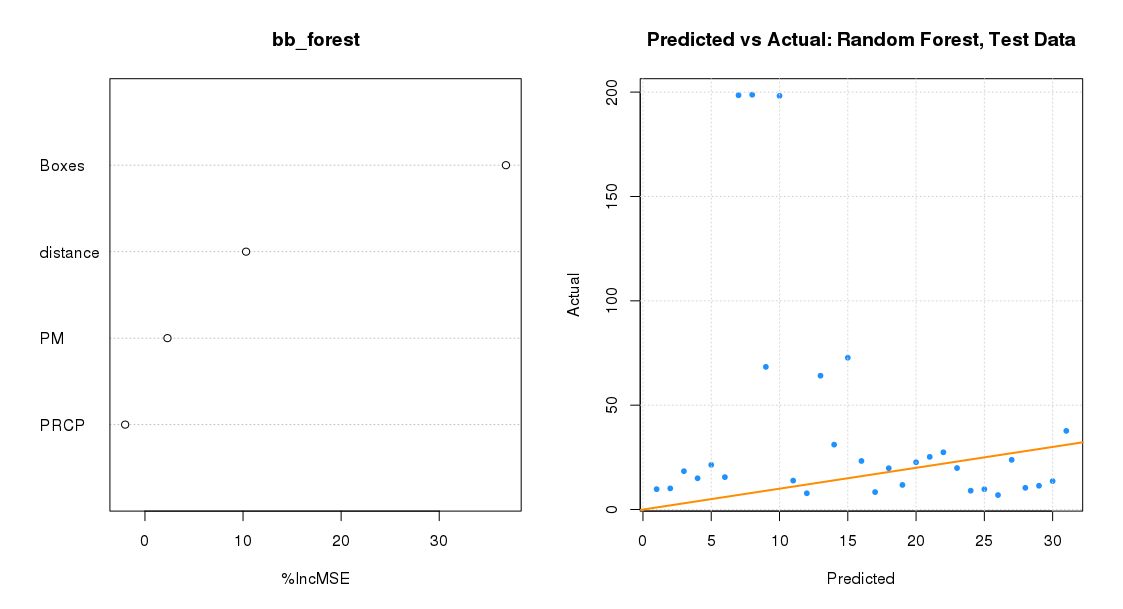 bb_forest
Boxes
distance
PM
PRCP
0 10 20 30
%IncMSE
Predicted vs Actual: Random Forest, Test Data
200
150
100
50
0
Actual
0 5 10 15 20 25 30
Predicted